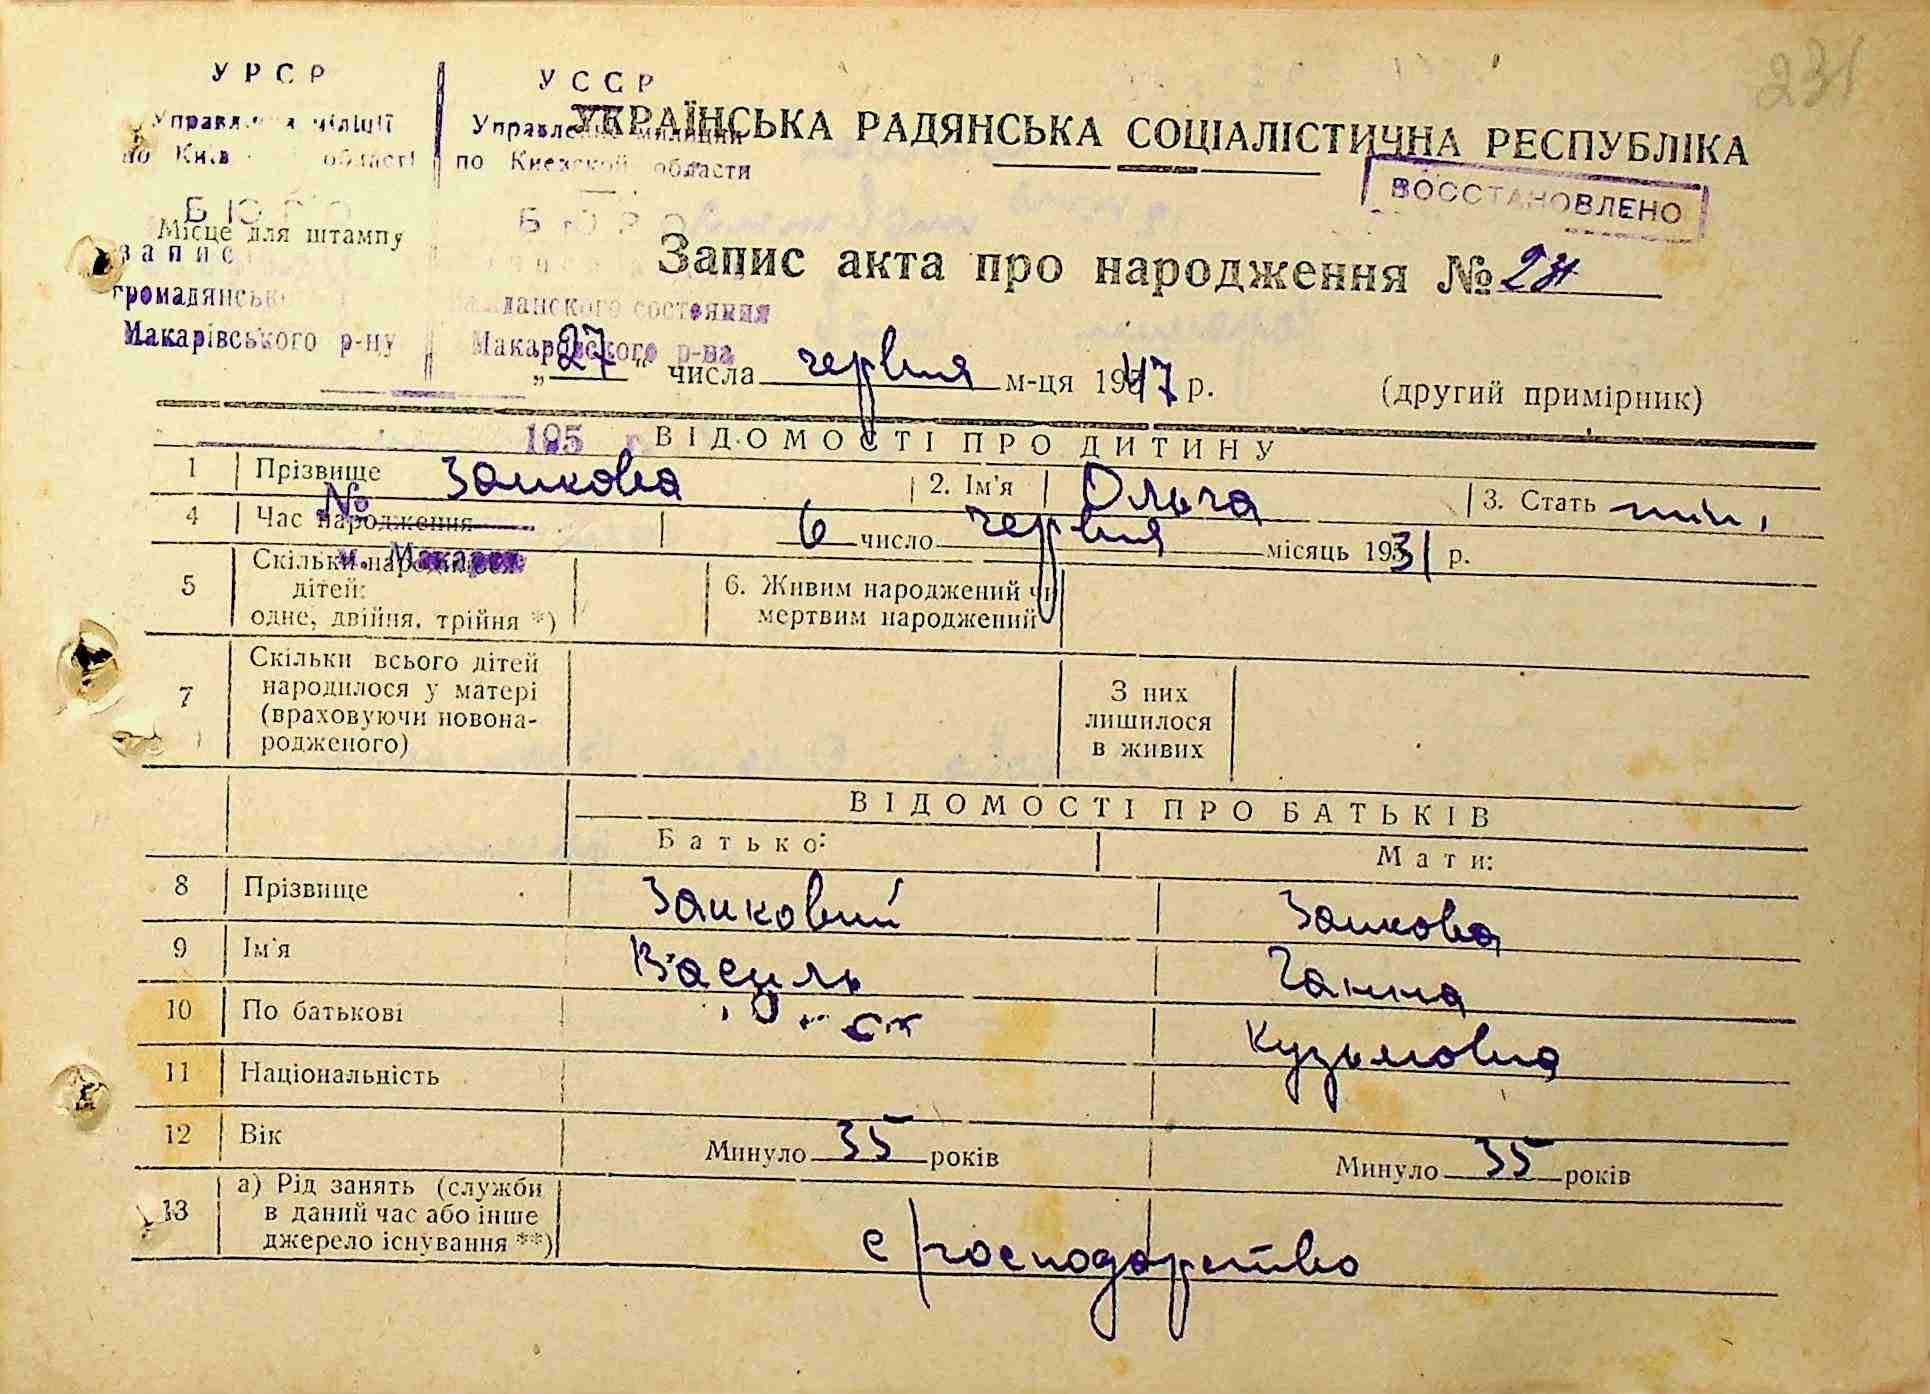 231
УРСР
Управління міліції
по Київській області
БЮРО
запис
громадянськ
Макарівського р-ну
УССР
Управление милиции
по Киевской области
БЮРО
гражданского состояния
Макаровского р-на
195 г.
№
м. Макаров
Місце для штампу
УКРАЇНСЬКА РАДЯНСЬКА СОЦІАЛІСТИЧНА РЕСПУБЛІКА
ВОССТАНОВЛЕНО
Запис акта про народження №
„27" числа червня м-ця 1947 р. (другий примірник)
ВІДОМОСТІ ПРО ДИТИНУ
1 Прізвище Заикова 2. Ім'я Ольга 3. Стать жін.
4 Час народження 6 число червня місяць 1931 р.
5 Скільки народилося дітей: одне, двійня, трійня *) 6. Живим народжений чи мертвим народжений
7 Скільки всього дітей народилося у матері (враховуючи новонародженого) З них лишилося в живих
ВІДОМОСТІ ПРО БАТЬКІВ
Батько: Мати:
8 Прізвище Заиковий Заикова
9 Ім'я Василь Ганна
10 По батькові Кузьмовна
11 Національність
12 Вік Минуло 35 років Минуло 35 років
13 а) Рід занять (служби в даний час або інше джерело існування **) с/господарство